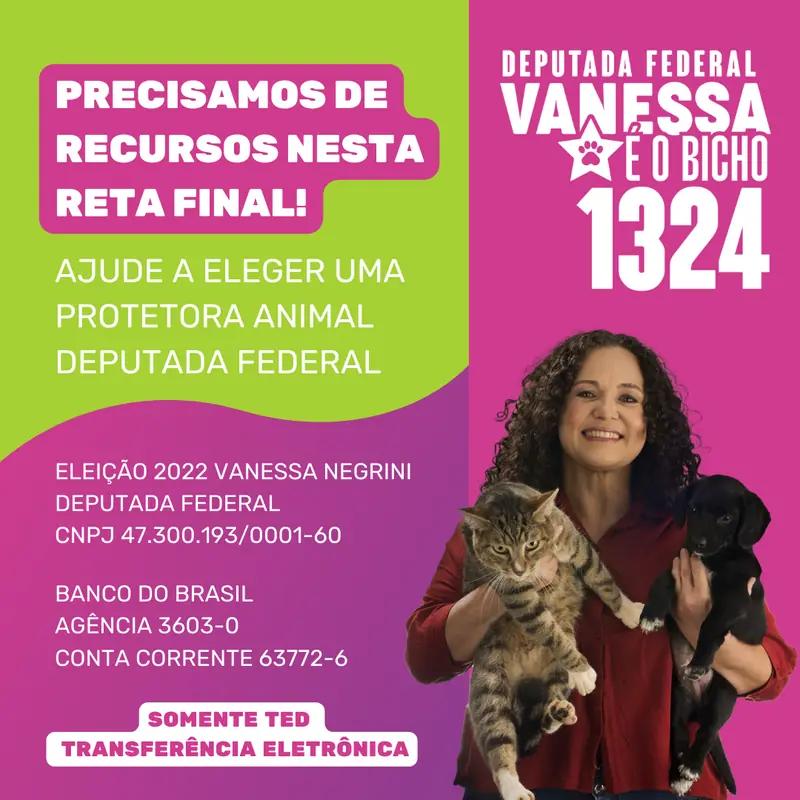 PRECISAMOS DE
RECURSOS NESTA
RETA FINAL!
AJUDE A ELEGER UMA
PROTETORA ANIMAL
DEPUTADA FEDERAL
ELEIÇÃO 2022 VANESSA NEGRINI
DEPUTADA FEDERAL
CNPJ 47.300.193/0001-60
BANCO DO BRASIL
AGÊNCIA 3603-0
CONTA CORRENTE 63772-6
SOMENTE TED
TRANSFERÊNCIA ELETRÔNICA
DEPUTADA FEDERAL
VANESSA
É O BICHO
1324